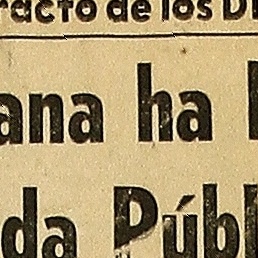 racto de los D
ana ha
da Públ